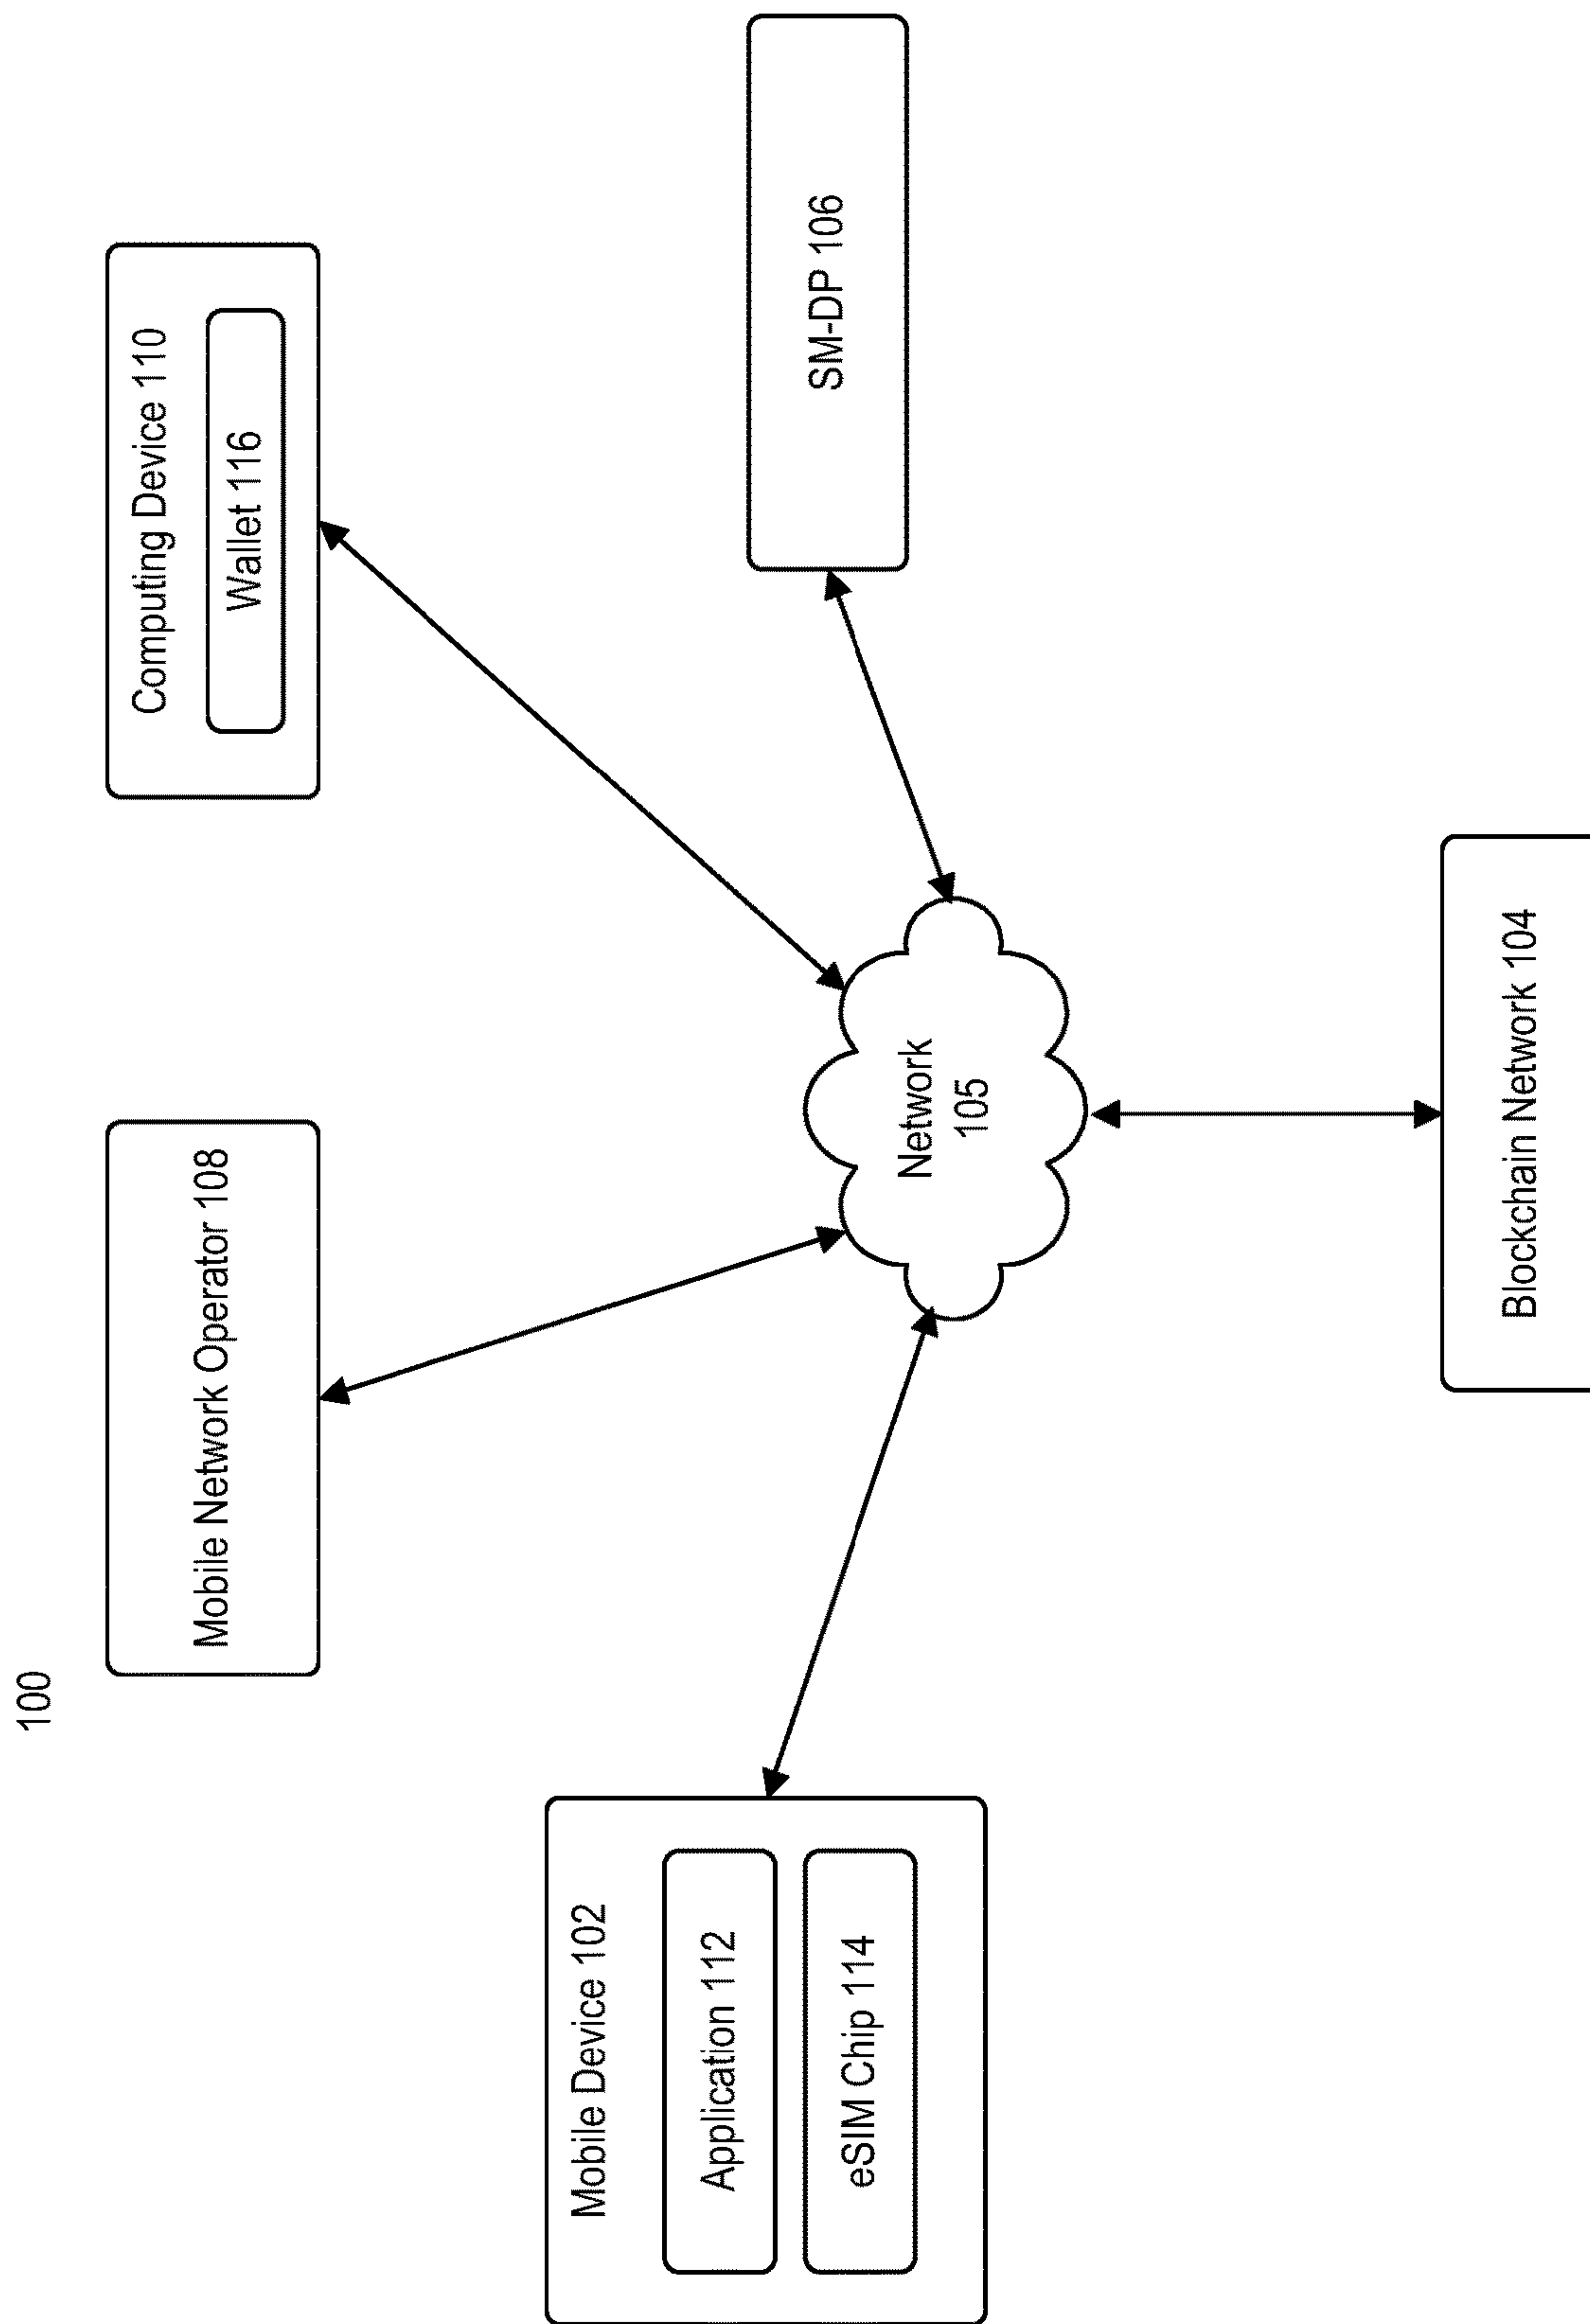 100
Mobile Network Operator 108
Computing Device 110
Wallet 116
Mobile Device 102
Application 112
eSIM Chip 114
SM-DP 106
Network
105
Blockchain Network 104